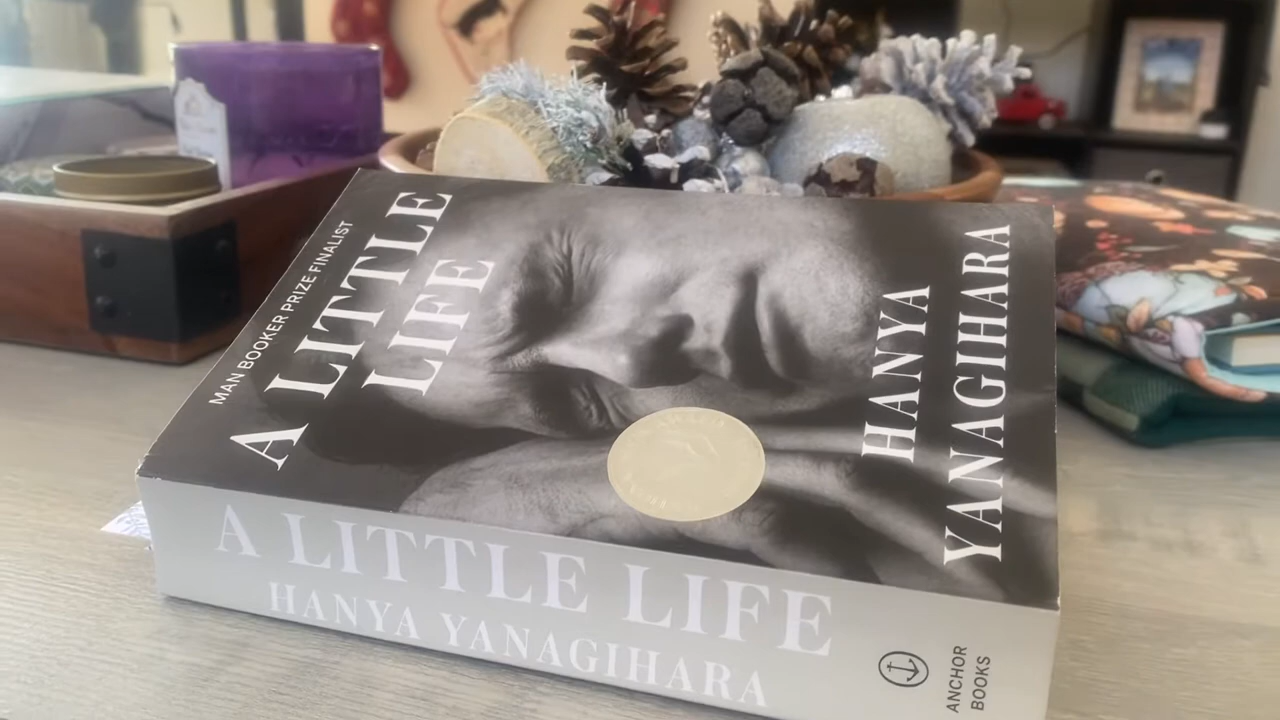 MAN BOOKER PRIZE FINALIST
A LITTLE
LIFE
HANYA
YANAGIHARA
A LITTLE LIFE
HANYA YANAGIHARA
ANCHOR
BOOKS